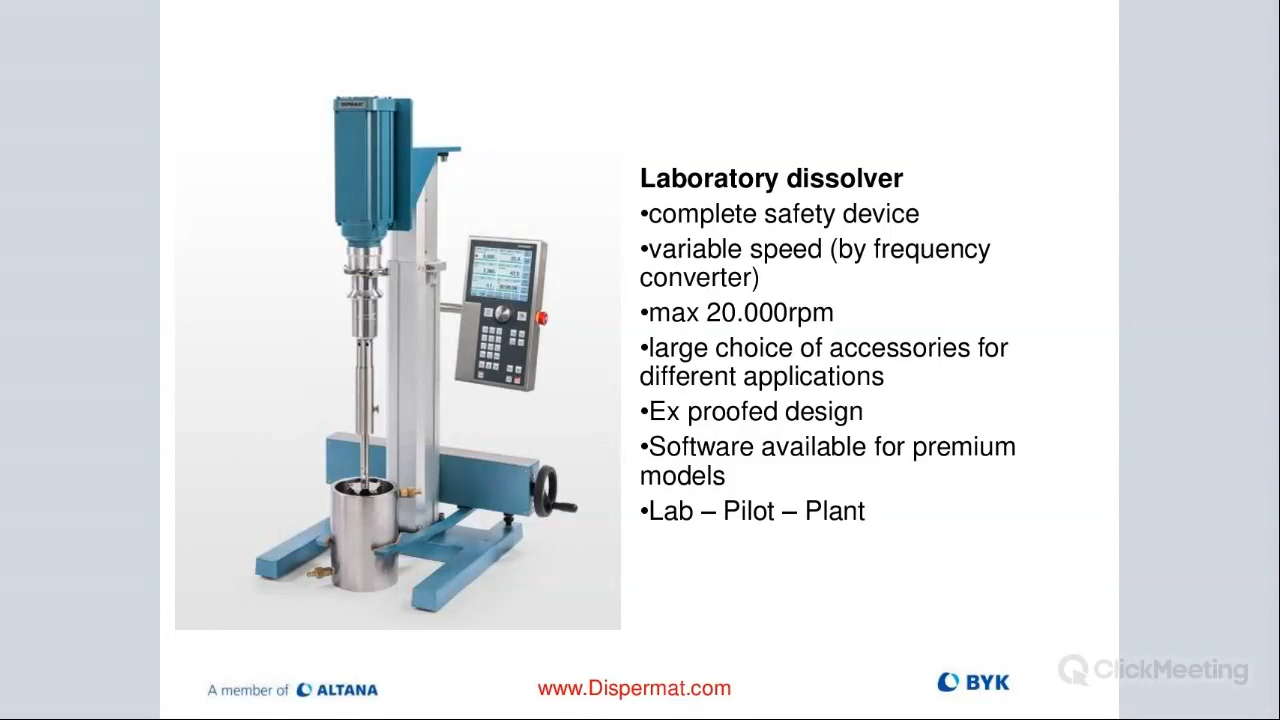 DISPERMAT
Laboratory dissolver
•complete safety device
•variable speed (by frequency
converter)
•max 20.000rpm
•large choice of accessories for
different applications
•Ex proofed design
•Software available for premium
models
•Lab – Pilot – Plant
A member of ALTANA
www.Dispermat.com
BYK
ClickMeeting